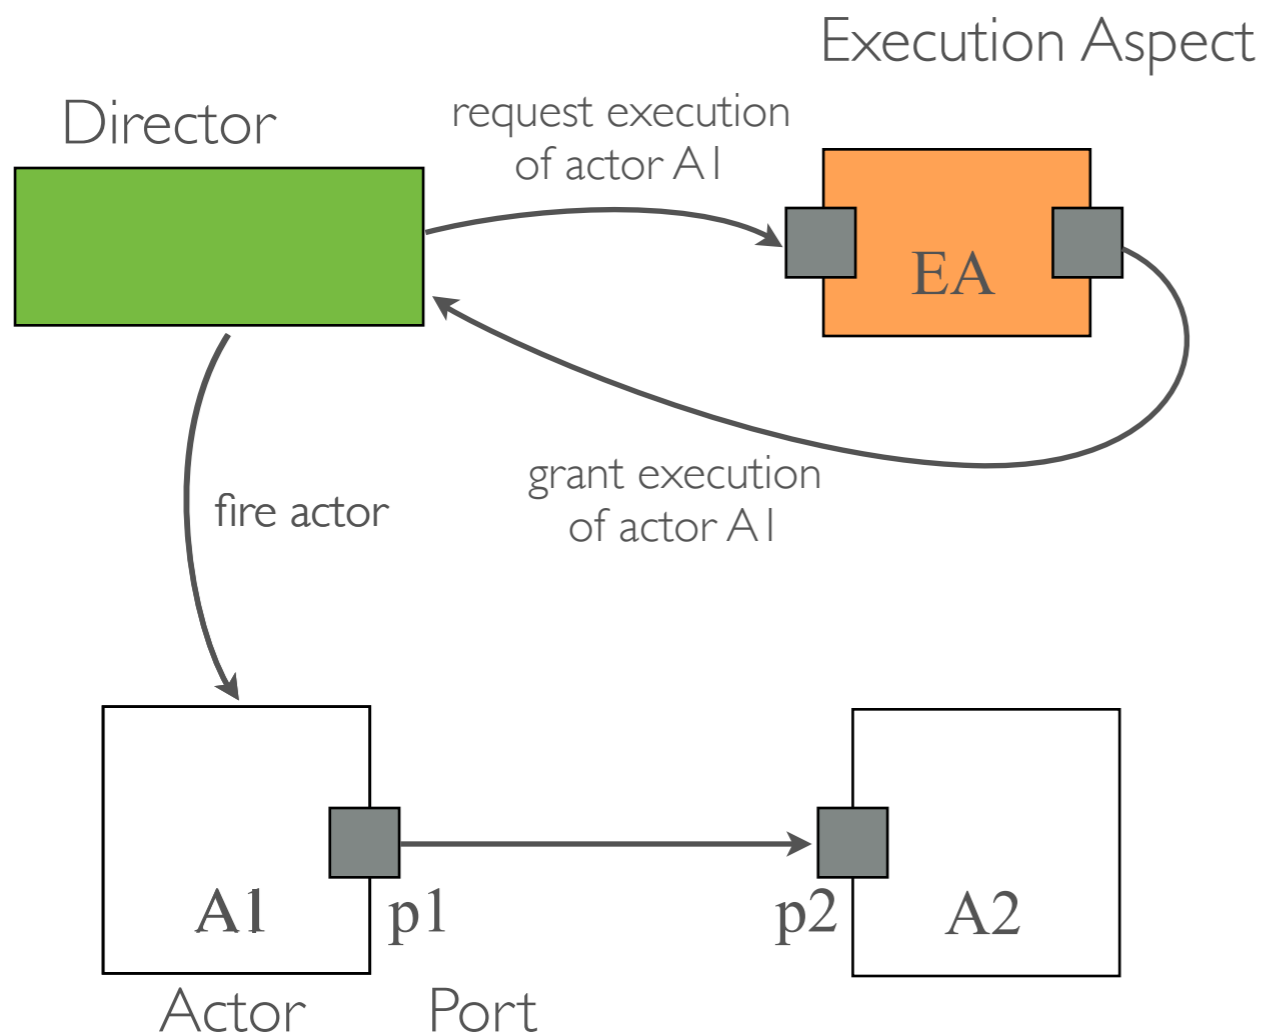 Execution Aspect
Director
request execution
of actor A1
EA
grant execution
of actor A1
fire actor
A1
p1
p2
A2
Actor
Port